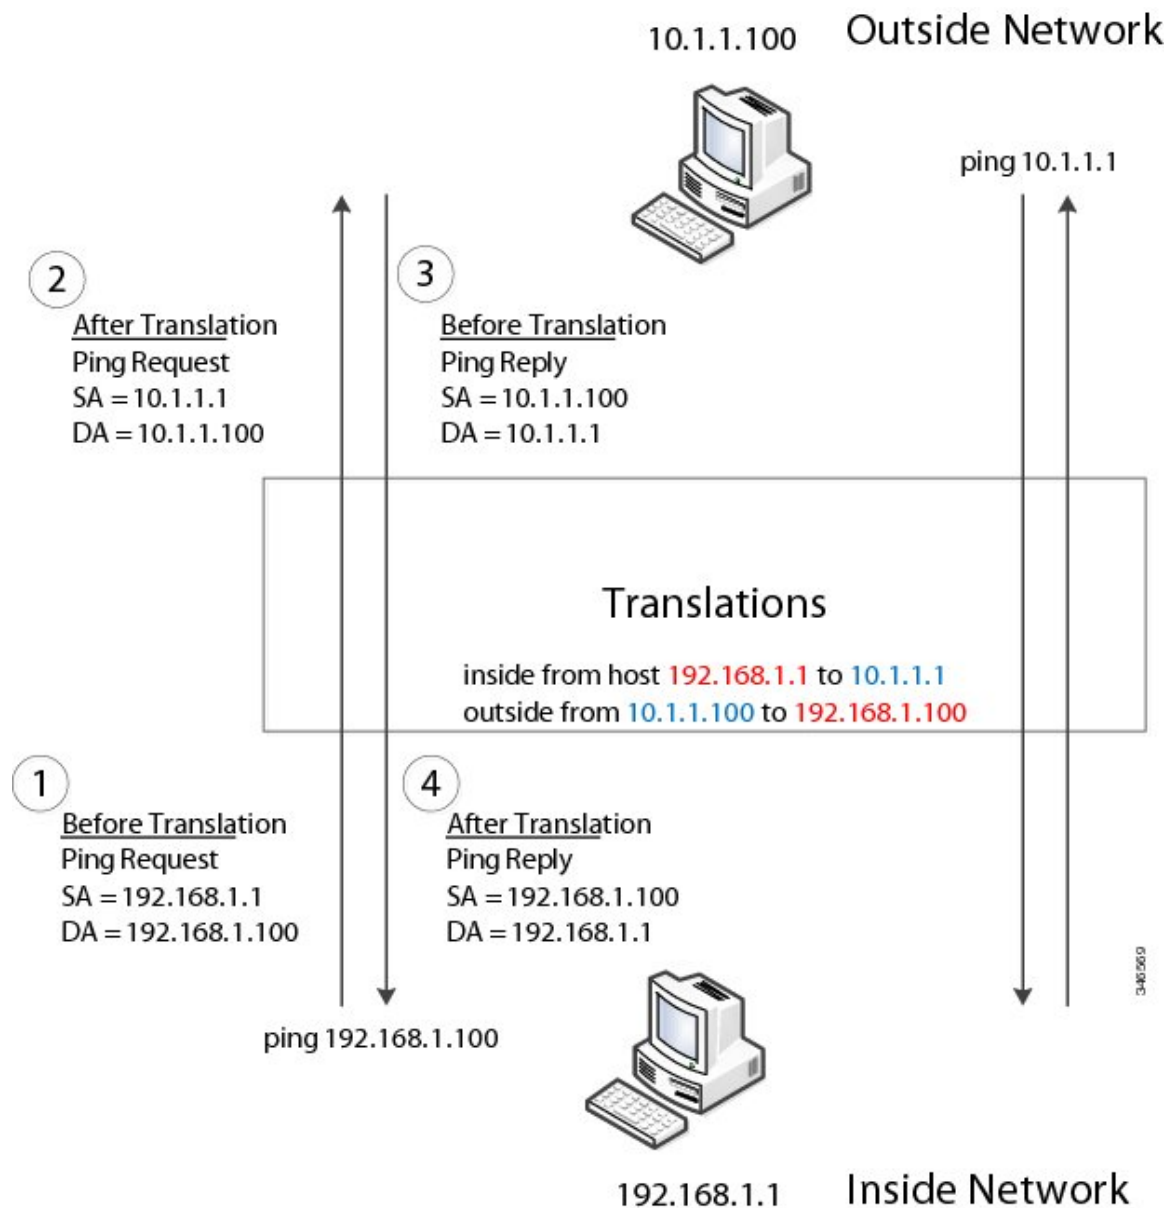 10.1.1.100
Outside Network
ping 10.1.1.1
2
After Translation
Ping Request
SA = 10.1.1.1
DA = 10.1.1.100
3
Before Translation
Ping Reply
SA = 10.1.1.100
DA = 10.1.1.1
Translations
inside from host 192.168.1.1 to 10.1.1.1
outside from 10.1.1.100 to 192.168.1.100
1
Before Translation
Ping Request
SA = 192.168.1.1
DA = 192.168.1.100
4
After Translation
Ping Reply
SA = 192.168.1.100
DA = 192.168.1.1
346569
ping 192.168.1.100
192.168.1.1
Inside Network